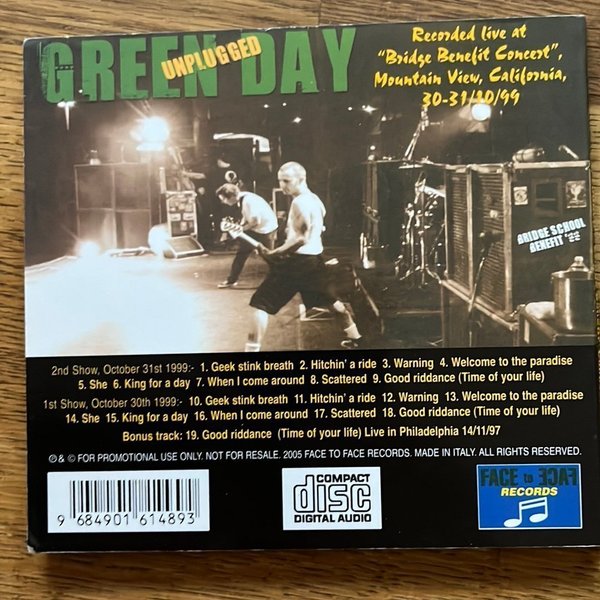 GREEN DAY
UNPLUGGED
Recorded live at
"Bridge Benefit Concert",
Mountain View, California,
30-31/10/99
BRIDGE SCHOOL
BENEFIT '99
2nd Show, October 31st 1999:- 1. Geek stink breath 2. Hitchin' a ride 3. Warning 4. Welcome to the paradise
5. She 6. King for a day 7. When I come around 8. Scattered 9. Good riddance (Time of your life)
1st Show, October 30th 1999:- 10. Geek stink breath 11. Hitchin' a ride 12. Warning 13. Welcome to the paradise
14. She 15. King for a day 16. When I come around 17. Scattered 18. Good riddance (Time of your life)
Bonus track: 19. Good riddance (Time of your life) Live in Philadelphia 14/11/97
℗ & © FOR PROMOTIONAL USE ONLY. NOT FOR RESALE. 2005 FACE TO FACE RECORDS. MADE IN ITALY. ALL RIGHTS RESERVED.
9 684901 614893
COMPACT
disc
DIGITAL AUDIO
FACE to FACE
RECORDS